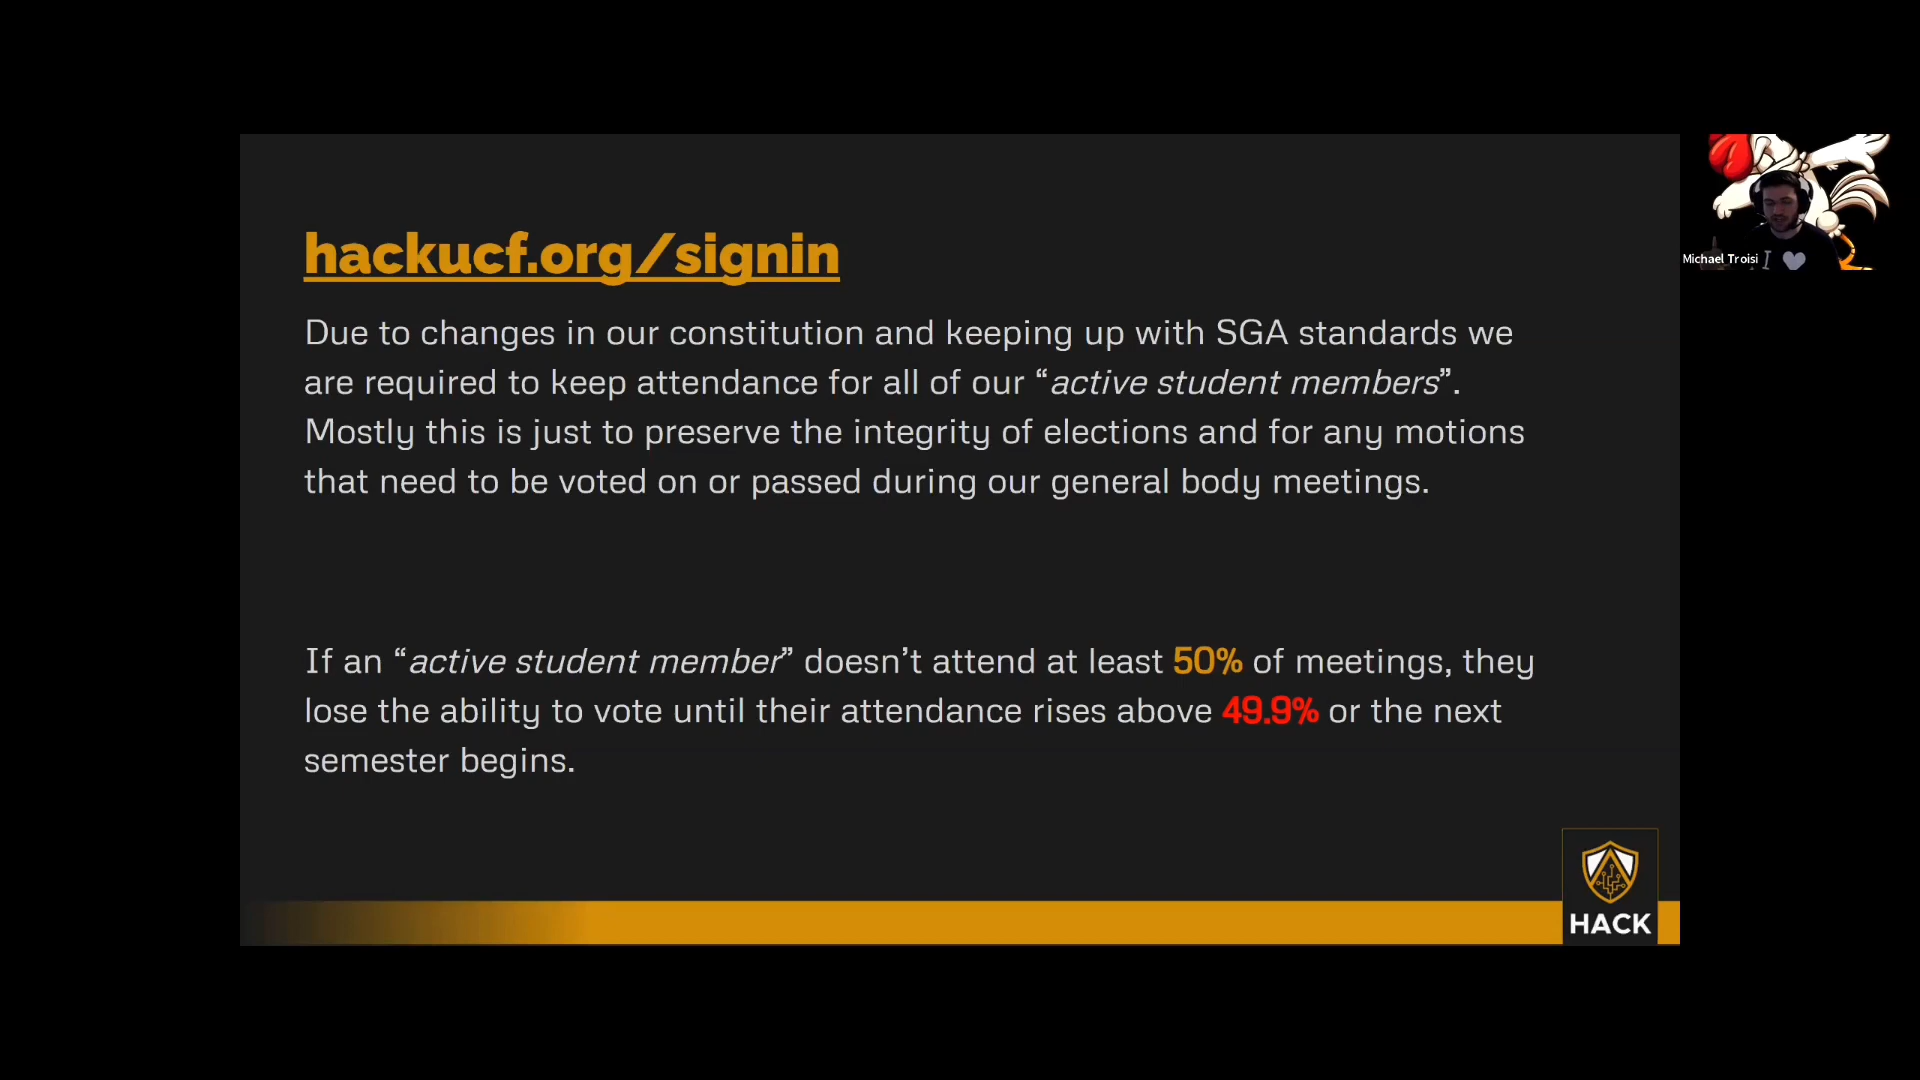 hackucf.org/signin
Due to changes in our constitution and keeping up with SGA standards we
are required to keep attendance for all of our “active student members”.
Mostly this is just to preserve the integrity of elections and for any motions
that need to be voted on or passed during our general body meetings.
If an “active student member” doesn’t attend at least 50% of meetings, they
lose the ability to vote until their attendance rises above 49.9% or the next
semester begins.
HACK
Michael Troisi
I